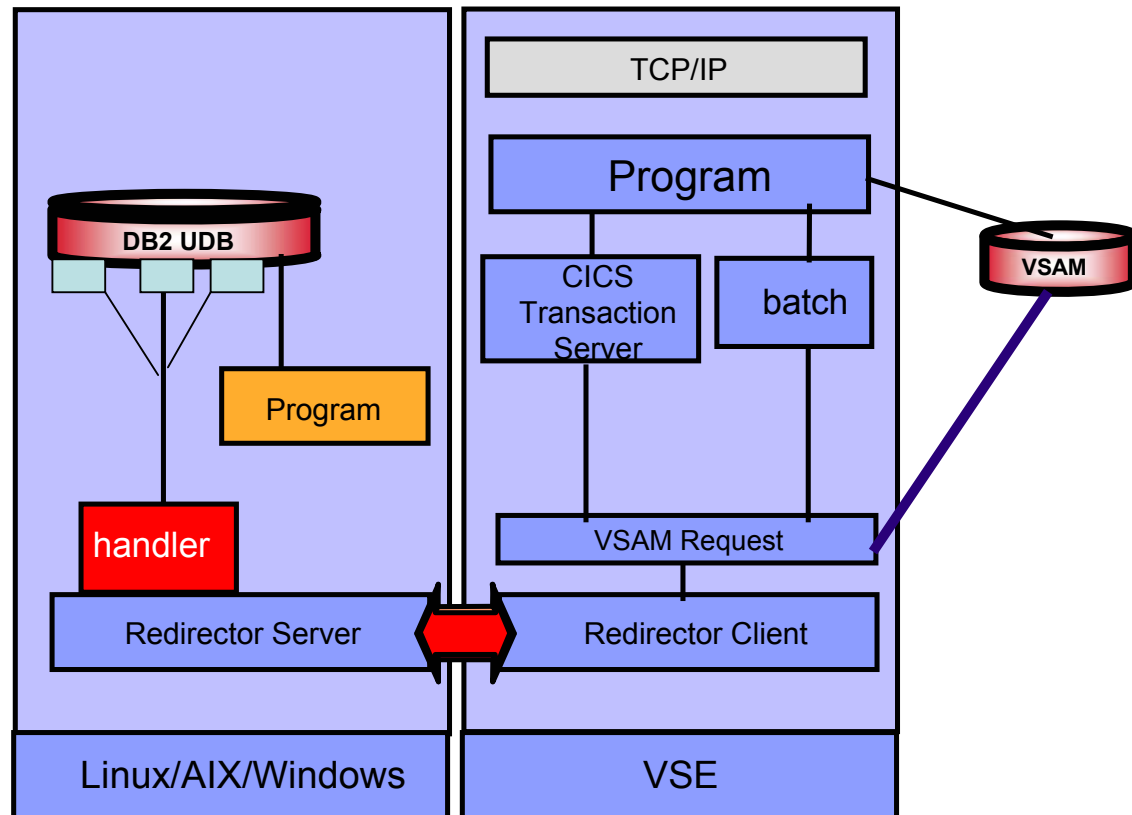 DB2 UDB
Program
handler
Redirector Server
Linux/AIX/Windows
TCP/IP
Program
CICS
Transaction
Server
batch
VSAM Request
Redirector Client
VSE
VSAM